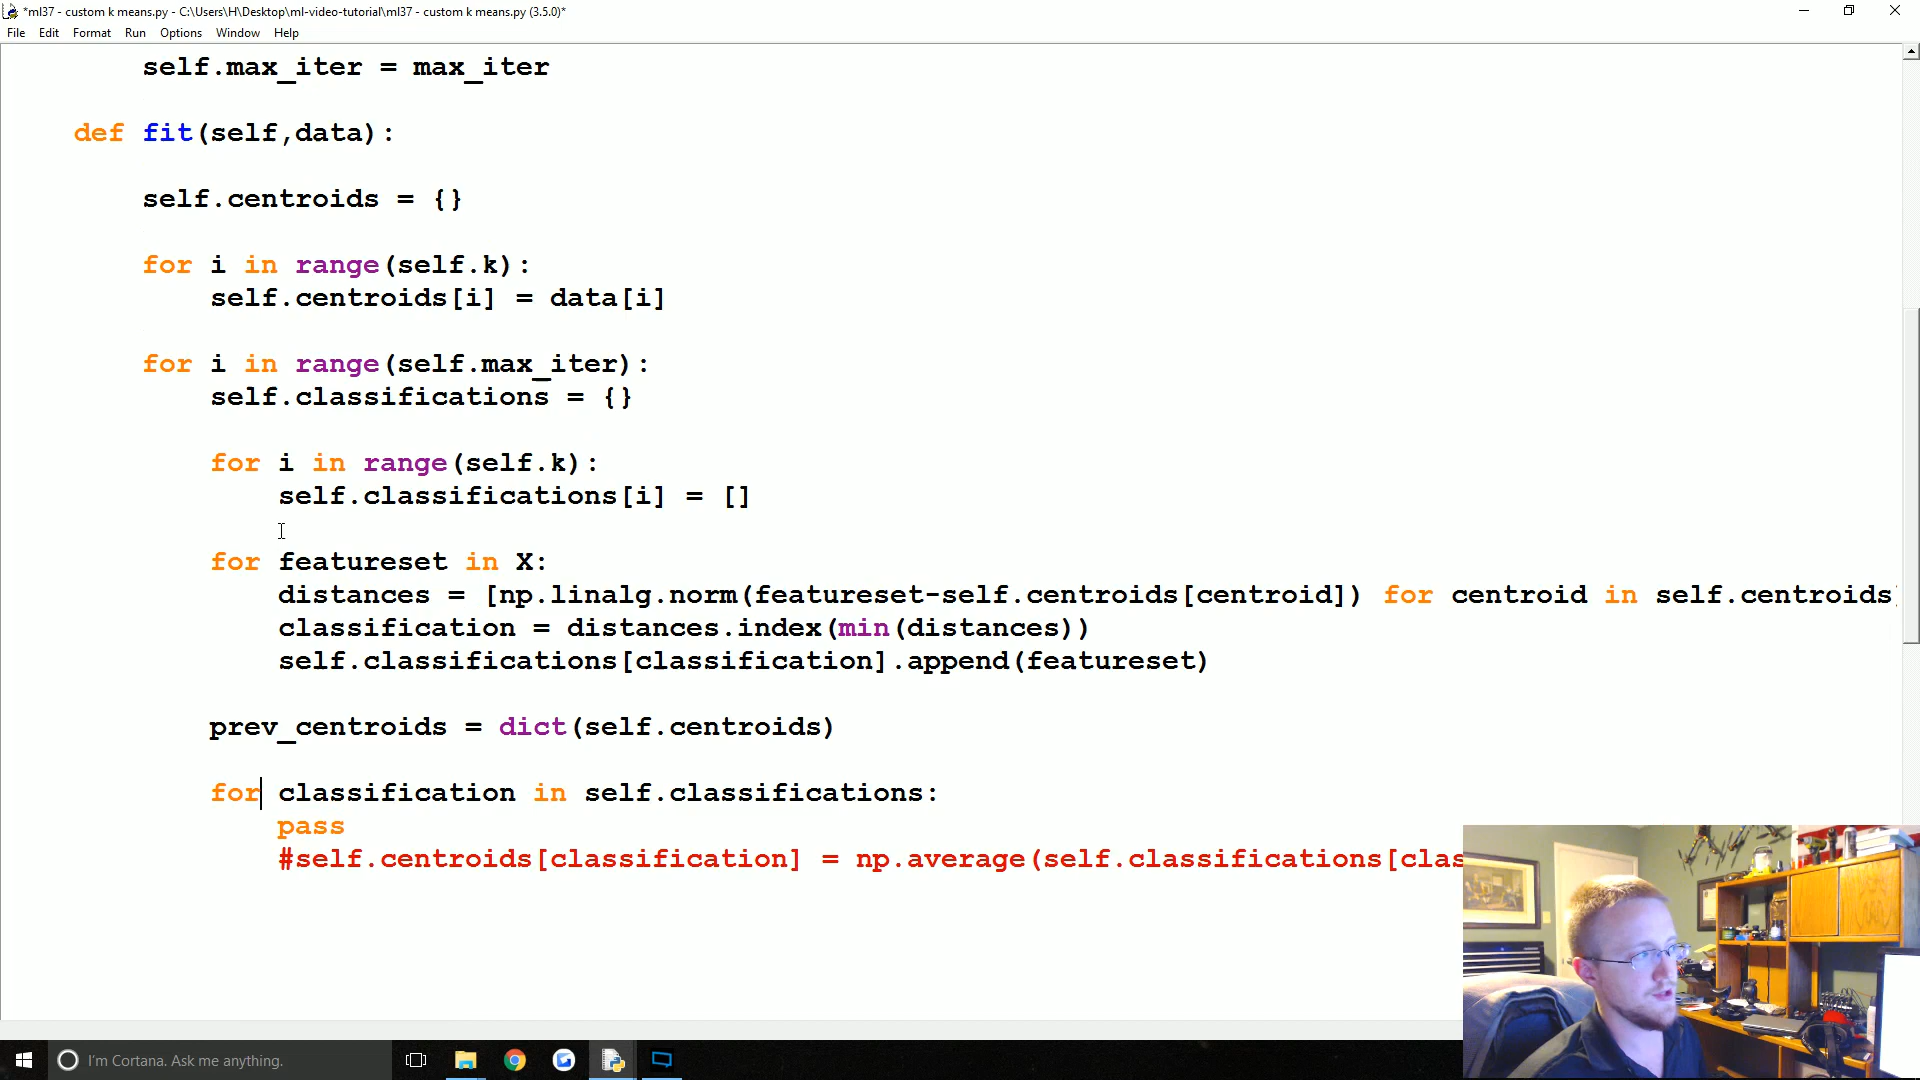 *ml37 - custom k means.py - C:\Users\H\Desktop\ml-video-tutorial\ml37 - custom k means.py (3.5.0)*
File Edit Format Run Options Window Help
self.max_iter = max_iter
def fit(self,data):
self.centroids = {}
for i in range(self.k):
self.centroids[i] = data[i]
for i in range(self.max_iter):
self.classifications = {}
for i in range(self.k):
self.classifications[i] = []
for featureset in X:
distances = [np.linalg.norm(featureset-self.centroids[centroid]) for centroid in self.centroids
classification = distances.index(min(distances))
self.classifications[classification].append(featureset)
prev_centroids = dict(self.centroids)
for classification in self.classifications:
pass
#self.centroids[classification] = np.average(self.classifications[clas
I'm Cortana. Ask me anything.